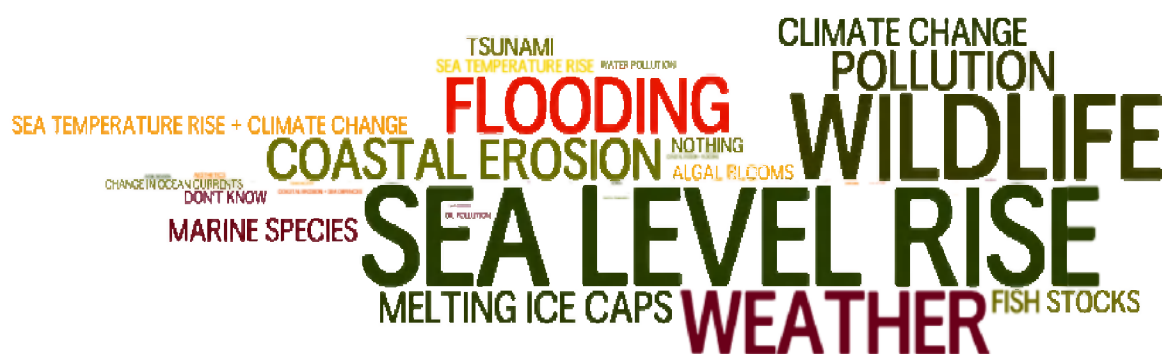 CLIMATE CHANGE
TSUNAMI
POLLUTION
SEA TEMPERATURE RISE
WATER POLLUTION
FLOODING
WILDLIFE
SEA TEMPERATURE RISE + CLIMATE CHANGE
COASTAL EROSION
NOTHING
ALGAL BLOOMS
CHANGE IN OCEAN CURRENTS
DON'T KNOW
SEA LEVEL RISE
OIL POLLUTION
MARINE SPECIES
MELTING ICE CAPS
WEATHER
FISH STOCKS